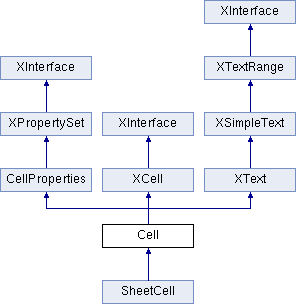 XInterface
XInterface XTextRange
XPropertySet XInterface XSimpleText
CellProperties XCell XText
Cell
SheetCell